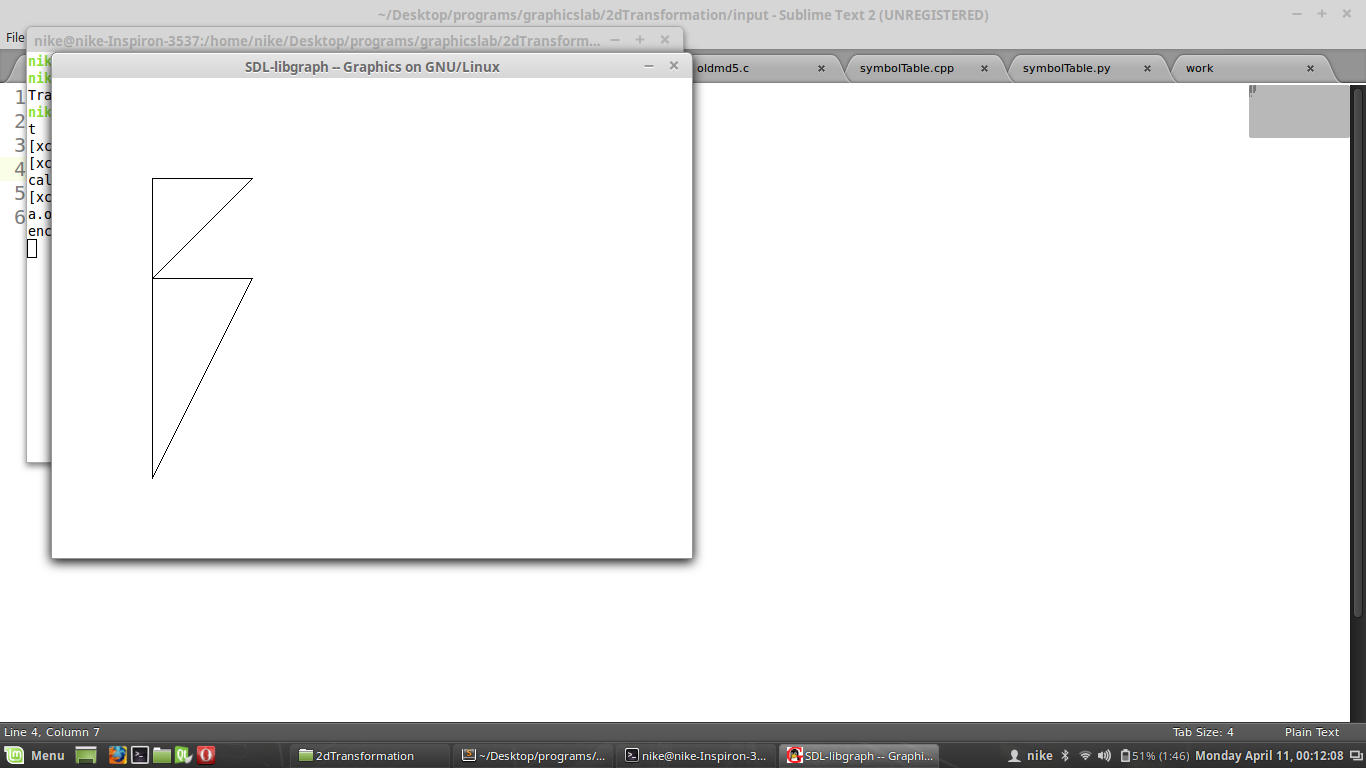 ~/Desktop/programs/graphicslab/2dTransformation/input - Sublime Text 2 (UNREGISTERED)
File
nike@nike-Inspiron-3537:/home/nike/Desktop/programs/graphicslab/2dTransform...
SDL-libgraph -- Graphics on GNU/Linux
oldmd5.c
symbolTable.cpp
symbolTable.py
work
1
2
3
4
5
6
nik
nik
Tra
nik
t
[xc
[xc
cal
[xc
a.o
enc
Line 4, Column 7
Tab Size: 4
Plain Text
Menu
2dTransformation
~/Desktop/programs/...
nike@nike-Inspiron-3...
SDL-libgraph -- Graphi...
nike
51% (1:46)
Monday April 11, 00:12:08